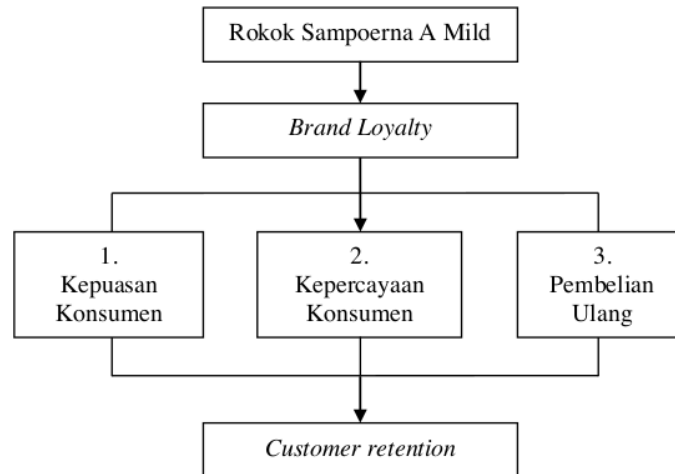 Rokok Sampoerna A Mild
Brand Loyalty
1.
Kepuasan
Konsumen
2.
Kepercayaan
Konsumen
3.
Pembelian
Ulang
Customer retention